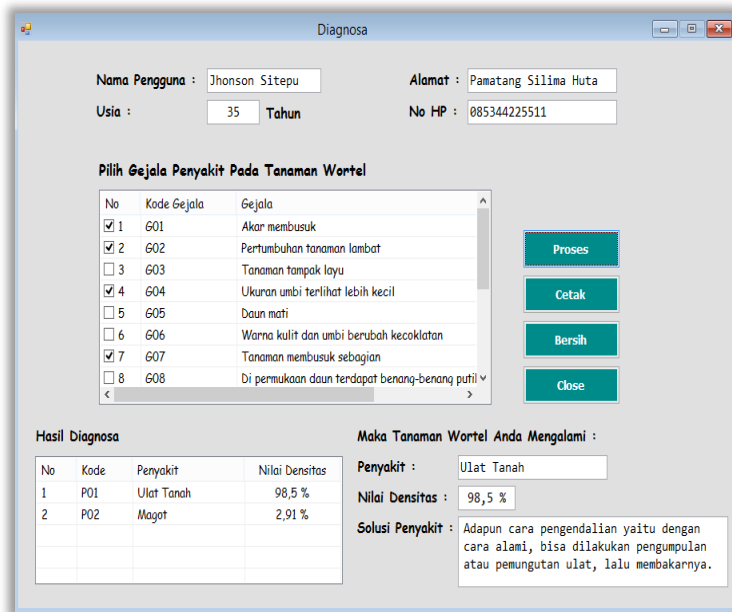 Diagnosa
Nama Pengguna : Jhonson Sitepu Alamat : Pamatang Silima Huta
Usia : 35 Tahun No HP : 085344225511
Pilih Gejala Penyakit Pada Tanaman Wortel
No Kode Gejala Gejala
1 G01 Akar membusuk
2 G02 Pertumbuhan tanaman lambat
3 G03 Tanaman tampak layu
4 G04 Ukuran umbi terlihat lebih kecil
5 G05 Daun mati
6 G06 Warna kulit dan umbi berubah kecoklatan
7 G07 Tanaman membusuk sebagian
8 G08 Di permukaan daun terdapat benang-benang
Proses
Cetak
Bersih
Close
Hasil Diagnosa
No Kode Penyakit Nilai Densitas
1 P01 Ulat Tanah 98,5 %
2 P02 Magot 2,91 %
Maka Tanaman Wortel Anda Mengalami :
Penyakit : Ulat Tanah
Nilai Densitas : 98,5 %
Solusi Penyakit : Adapun cara pengendalian yaitu dengan
cara alami, bisa dilakukan pengumpulan
atau pemungutan ulat, lalu membakarnya.